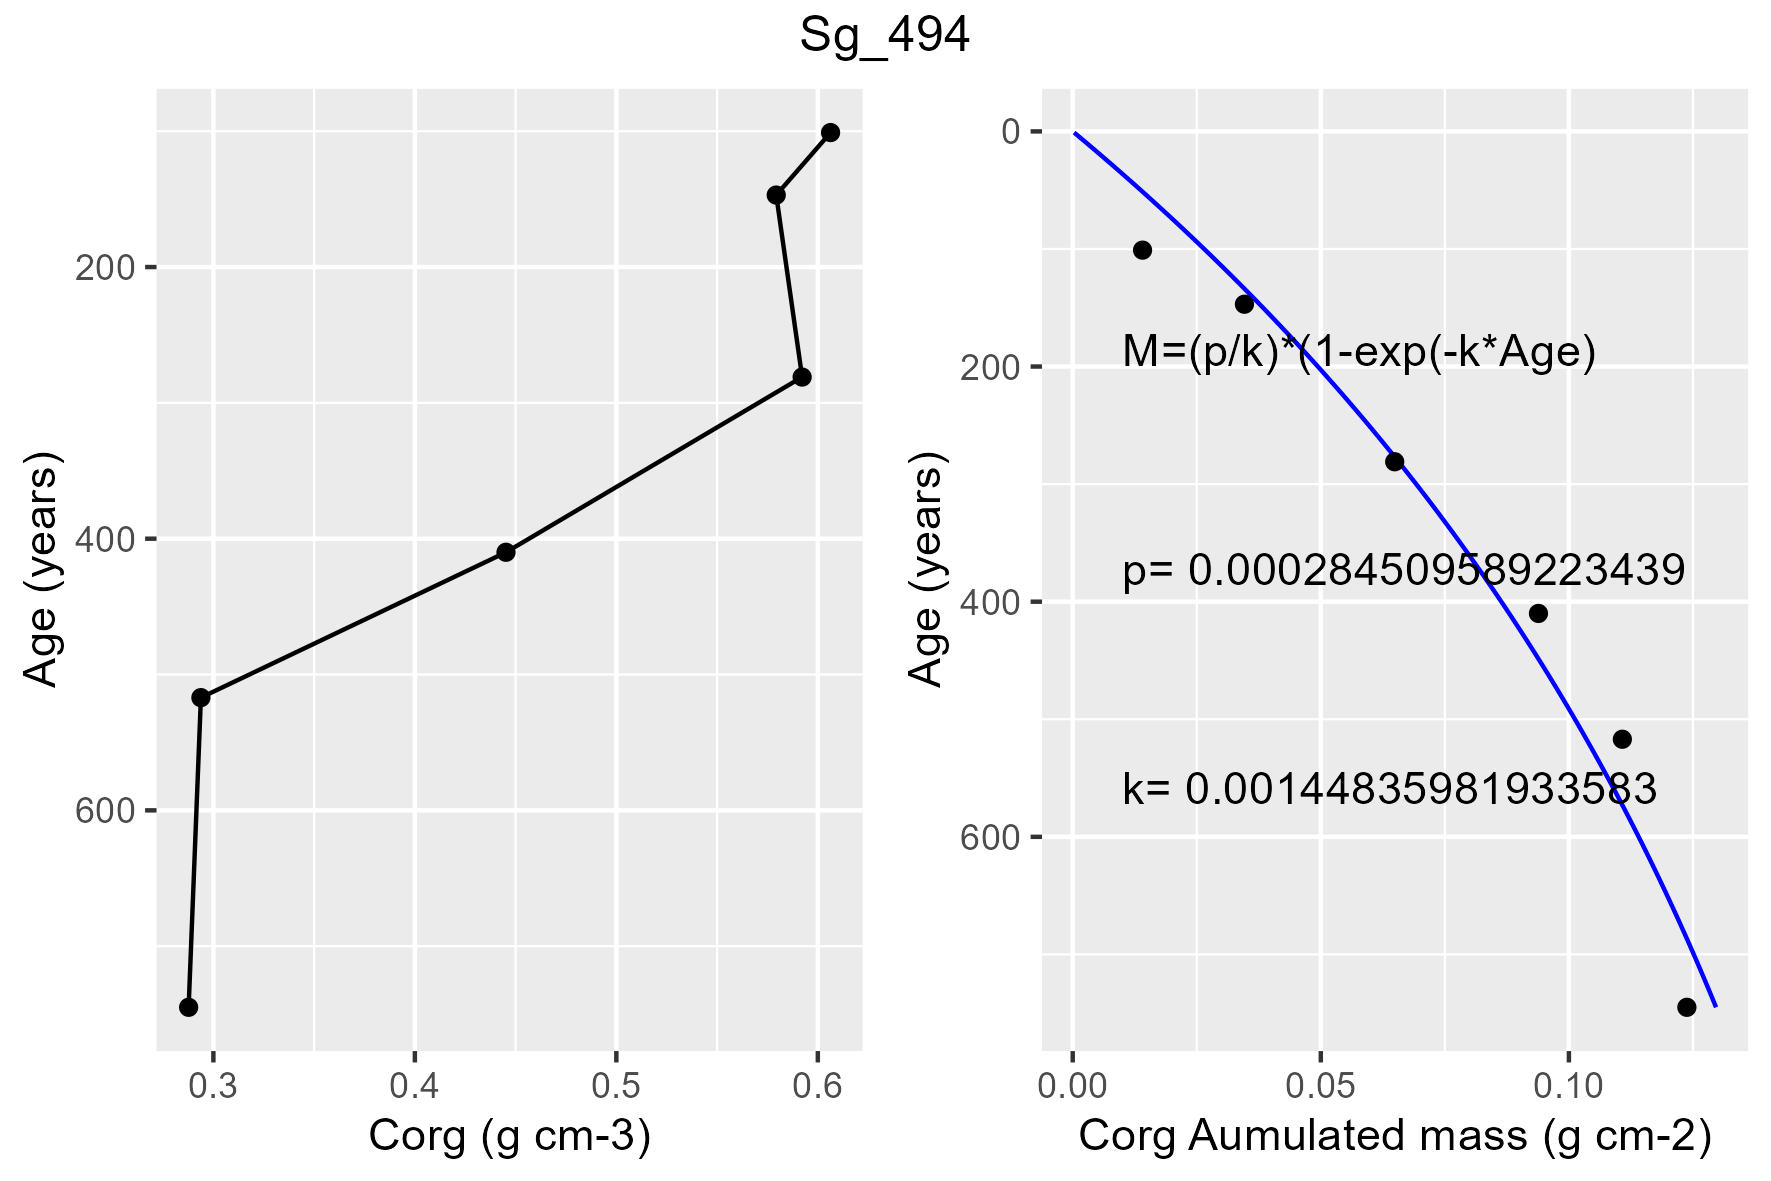 Sg_494
Age (years)
200
400
600
0.3 0.4 0.5 0.6
Corg (g cm-3)
Age (years)
0
200
400
600
M=(p/k)*(1-exp(-k*Age)
p= 0.000284509589223439
k= 0.00144835981933583
0.00 0.05 0.10
Corg Aumulated mass (g cm-2)